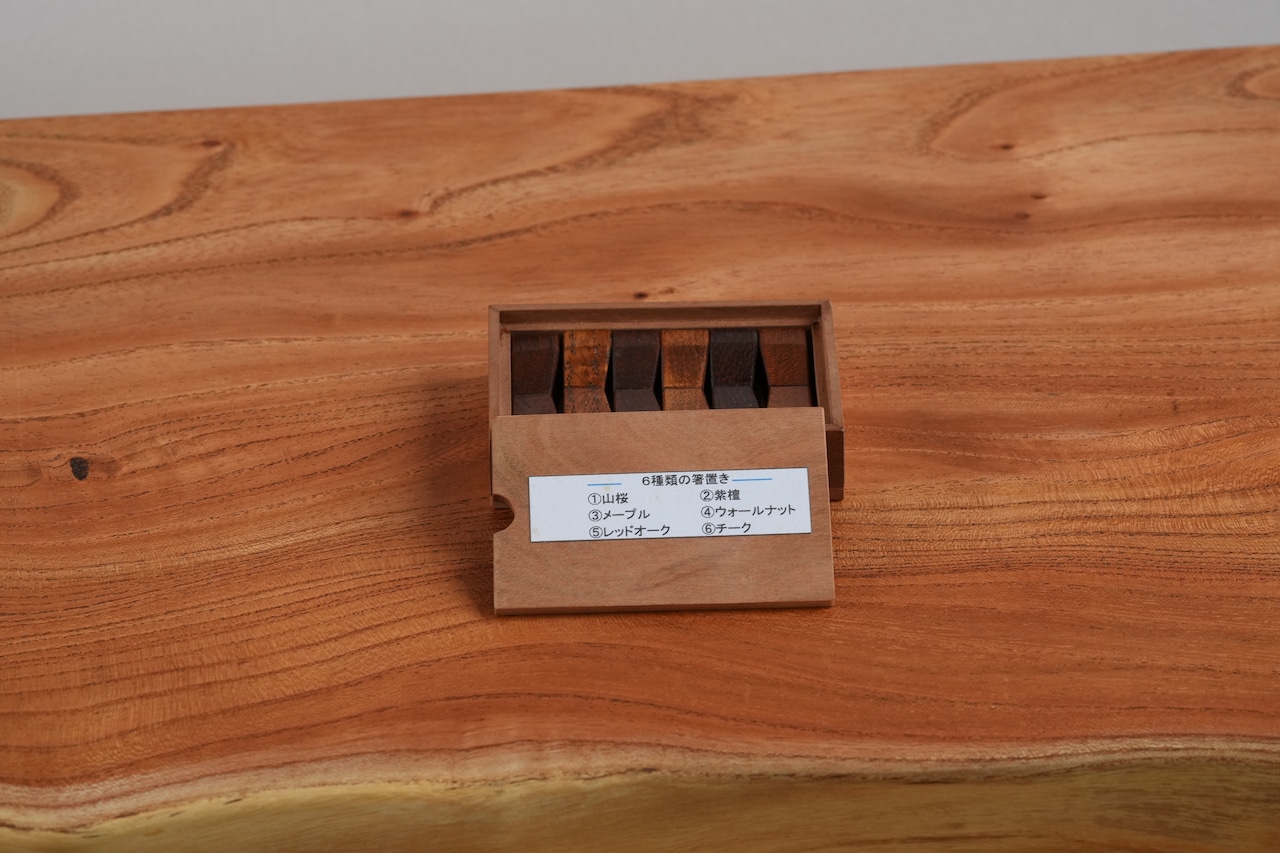 6種類の箸置き
①山桜 ②紫檀
③メープル ④ウォールナット
⑤レッドオーク ⑥チーク